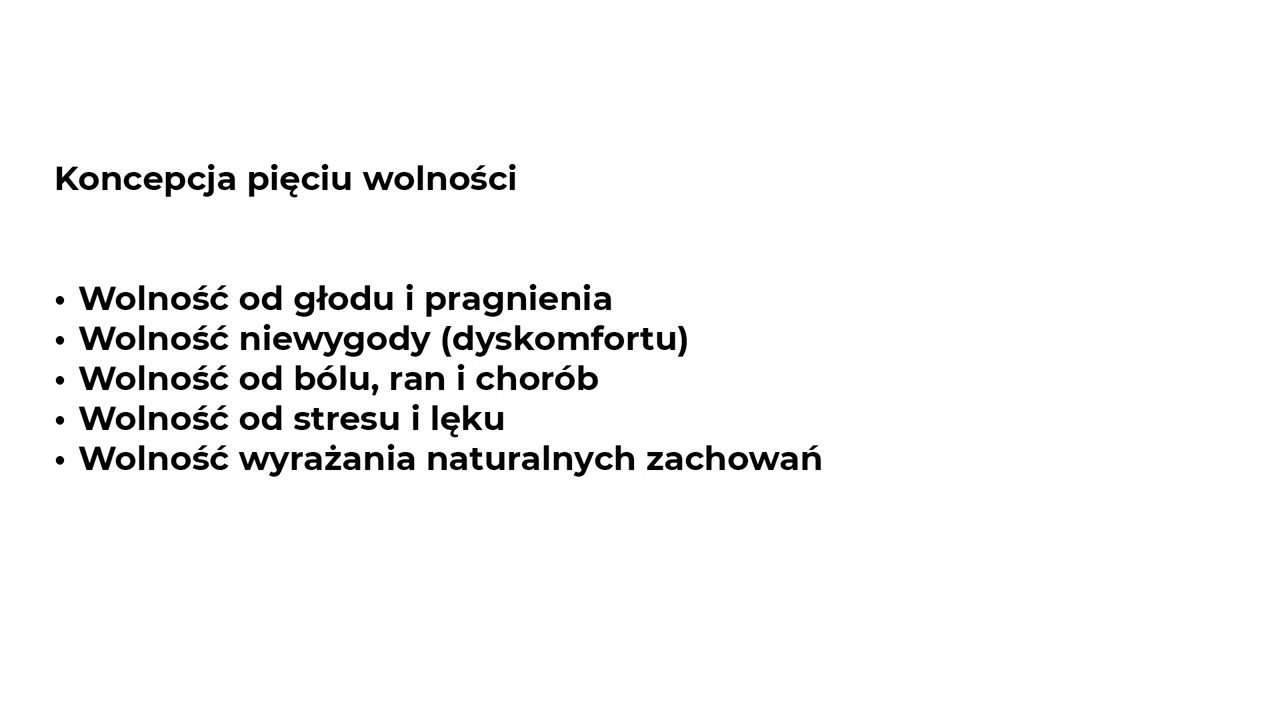 Koncepcja pięciu wolności
• Wolność od głodu i pragnienia
• Wolność niewygody (dyskomfortu)
• Wolność od bólu, ran i chorób
• Wolność od stresu i lęku
• Wolność wyrażania naturalnych zachowań